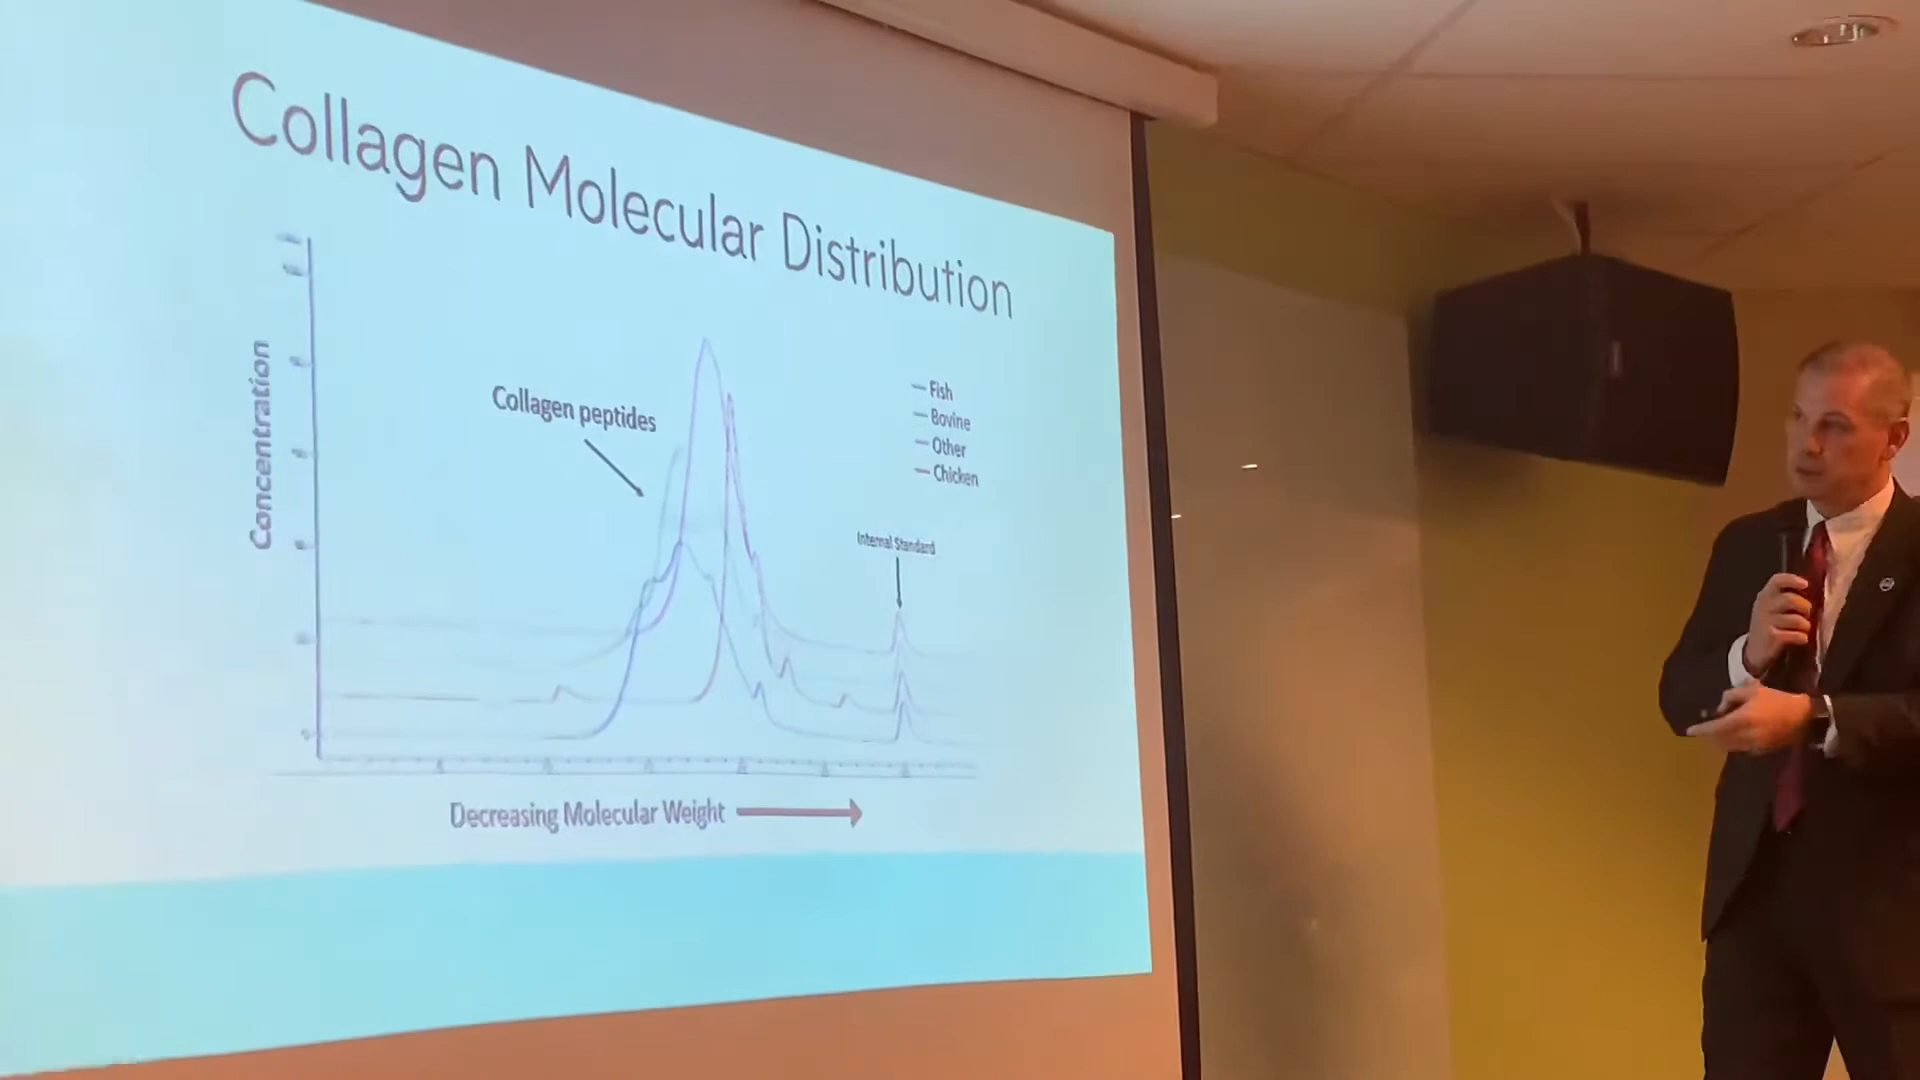 Collagen Molecular Distribution
Concentration
Collagen peptides
Fish
Bovine
Other
Chicken
Internal Standard
Decreasing Molecular Weight